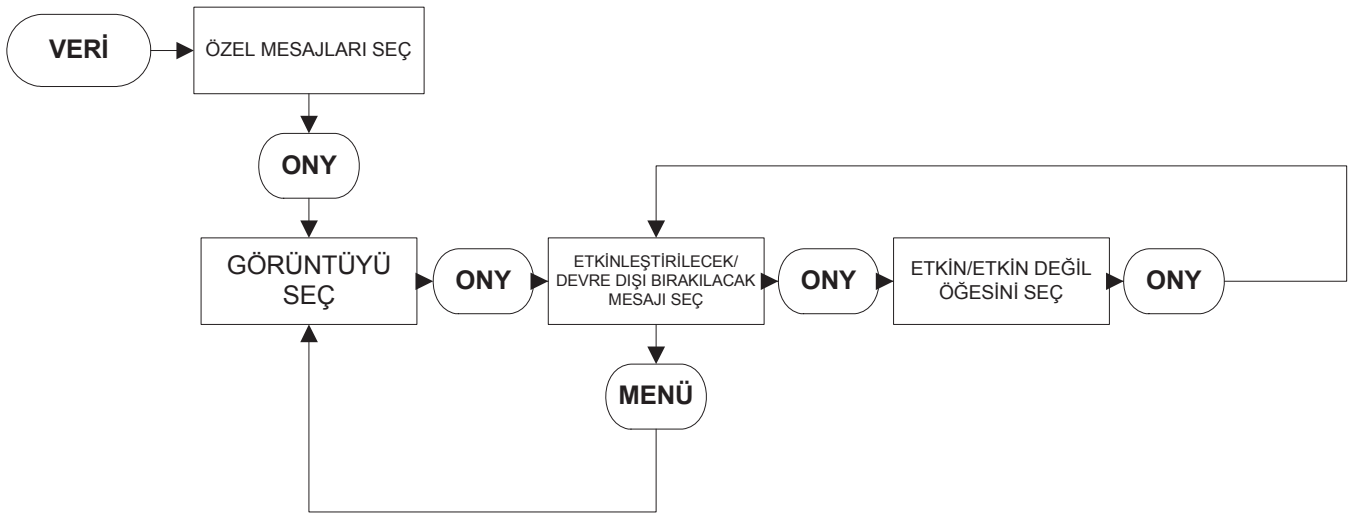 VERİ
ÖZEL MESAJLARI SEÇ
ONY
GÖRÜNTÜYÜ
SEÇ
ONY
ETKİNLEŞTİRİLECEK/
DEVRE DIŞI BIRAKILACAK
MESAJI SEÇ
ONY
ETKİN/ETKİN DEĞİL
ÖĞESİNİ SEÇ
ONY
MENÜ